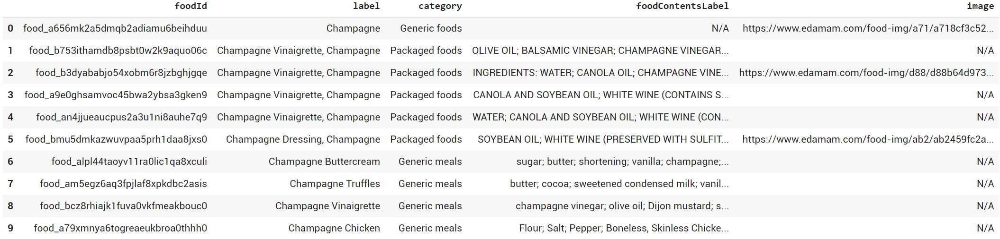 foodId label category foodContentsLabel image
0 food_a656mk2a5dmqb2adiamu6beihduu Champagne Generic foods N/A https://www.edamam.com/food-img/a71/a718cf3c52...
1 food_b753ithamdb8psbt0w2k9aquo06c Champagne Vinaigrette, Champagne Packaged foods OLIVE OIL; BALSAMIC VINEGAR; CHAMPAGNE VINEGAR... N/A
2 food_b3dyababjo54xobm6r8jzbghjgqe Champagne Vinaigrette, Champagne Packaged foods INGREDIENTS: WATER; CANOLA OIL; CHAMPAGNE VINE... https://www.edamam.com/food-img/d88/d88b64d973...
3 food_a9e0ghsamvoc45bwa2ybsa3gken9 Champagne Vinaigrette, Champagne Packaged foods CANOLA AND SOYBEAN OIL; WHITE WINE (CONTAINS S... N/A
4 food_an4jjueaucpus2a3u1ni8auhe7q9 Champagne Vinaigrette, Champagne Packaged foods WATER; CANOLA AND SOYBEAN OIL; WHITE WINE (CON... N/A
5 food_bmu5dmkazwuvpaa5prh1daa8jxs0 Champagne Dressing, Champagne Packaged foods SOYBEAN OIL; WHITE WINE (PRESERVED WITH SULFIT... https://www.edamam.com/food-img/ab2/ab2459fc2a...
6 food_alpl44taoyv11ra0lic1qa8xculi Champagne Buttercream Generic meals sugar; butter; shortening; vanilla; champagne;... N/A
7 food_am5egz6aq3fpjlaf8xpkdbc2asis Champagne Truffles Generic meals butter; cocoa; sweetened condensed milk; vanil... N/A
8 food_bcz8rhiajk1fuva0vkfmeakbouc0 Champagne Vinaigrette Generic meals champagne vinegar; olive oil; Dijon mustard; s... N/A
9 food_a79xmnya6togreaeukbroa0thhh0 Champagne Chicken Generic meals Flour; Salt; Pepper; Boneless, Skinless Chicke... N/A